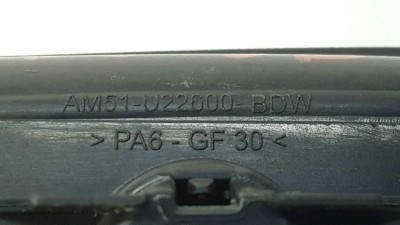 AM51-U22600-BDW
> PA6 - GF 30 <